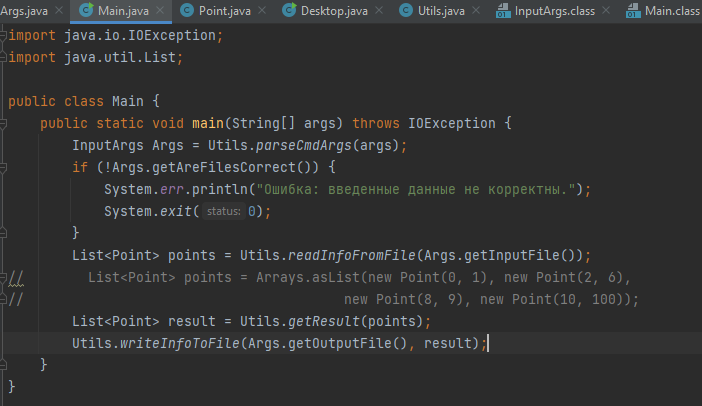 Args.java Main.java Point.java Desktop.java Utils.java InputArgs.class Main.class
import java.io.IOException;
import java.util.List;
public class Main {
public static void main(String[] args) throws IOException {
InputArgs Args = Utils.parseCmdArgs(args);
if (!Args.getAreFilesCorrect()) {
System.err.println("Ошибка: введенные данные не корректны.");
System.exit( status: 0);
}
List<Point> points = Utils.readInfoFromFile(Args.getInputFile());
// List<Point> points = Arrays.asList(new Point(0, 1), new Point(2, 6),
// new Point(8, 9), new Point(10, 100));
List<Point> result = Utils.getResult(points);
Utils.writeInfoToFile(Args.getOutputFile(), result);
}
}